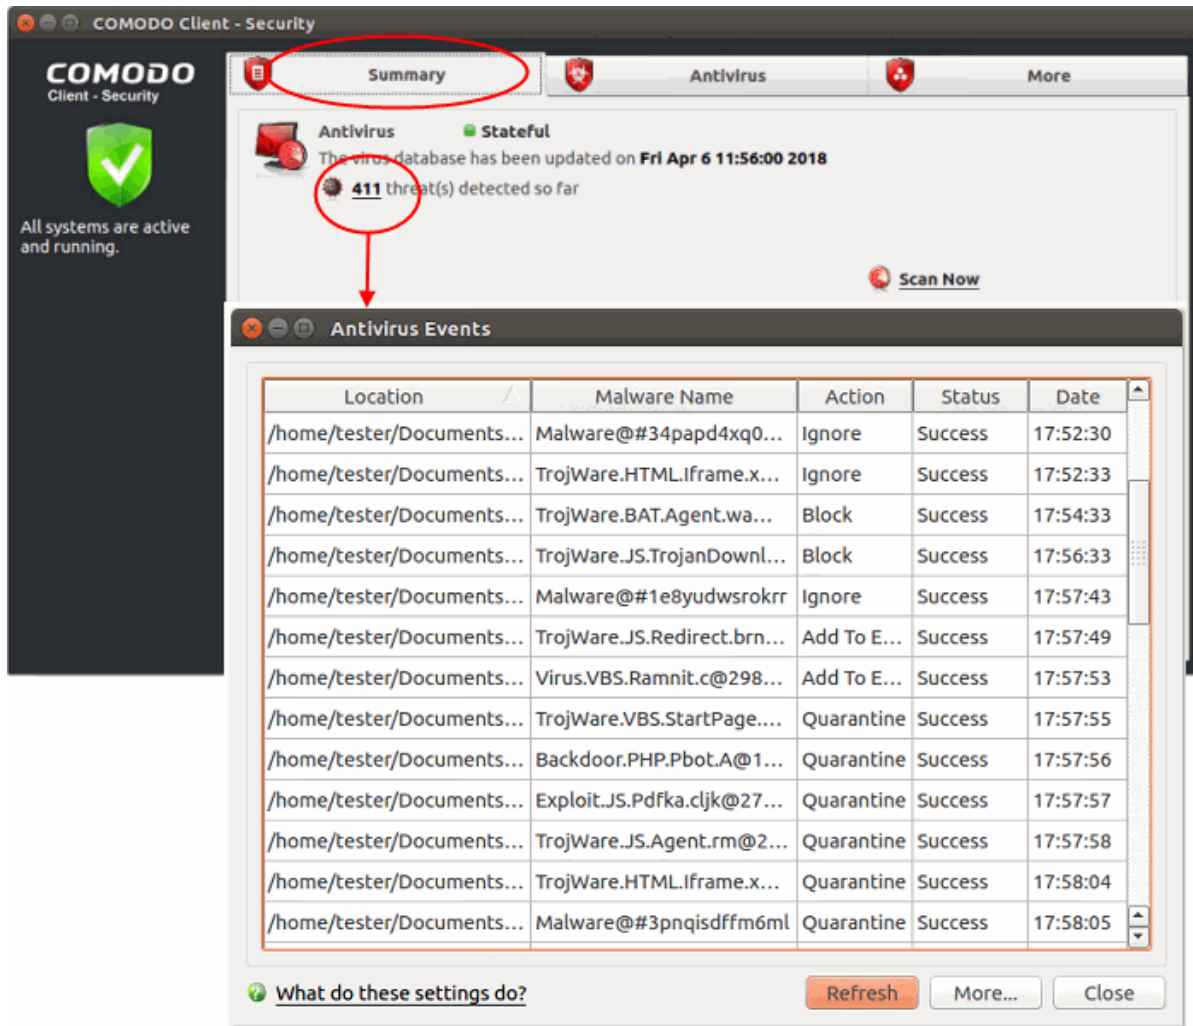 COMODO Client - Security
COMODO
Client - Security
All systems are active
and running.
Summary Antivirus More
Antivirus Stateful
The virus database has been updated on Fri Apr 6 11:56:00 2018
411 threat(s) detected so far
Scan Now
Antivirus Events
Location Malware Name Action Status Date
/home/tester/Documents... Malware@#34papd4xq0... Ignore Success 17:52:30
/home/tester/Documents... TrojWare.HTML.Iframe.x... Ignore Success 17:52:33
/home/tester/Documents... TrojWare.BAT.Agent.wa... Block Success 17:54:33
/home/tester/Documents... TrojWare.JS.TrojanDownl... Block Success 17:56:33
/home/tester/Documents... Malware@#1e8yudwsrokrr Ignore Success 17:57:43
/home/tester/Documents... TrojWare.JS.Redirect.brn... Add To E... Success 17:57:49
/home/tester/Documents... Virus.VBS.Ramnit.c@298... Add To E... Success 17:57:53
/home/tester/Documents... TrojWare.VBS.StartPage.... Quarantine Success 17:57:55
/home/tester/Documents... Backdoor.PHP.Pbot.A@1... Quarantine Success 17:57:56
/home/tester/Documents... Exploit.JS.Pdfka.cljk@27... Quarantine Success 17:57:57
/home/tester/Documents... TrojWare.JS.Agent.rm@2... Quarantine Success 17:57:58
/home/tester/Documents... TrojWare.HTML.Iframe.x... Quarantine Success 17:58:04
/home/tester/Documents... Malware@#3pnqisdffm6ml Quarantine Success 17:58:05
What do these settings do? Refresh More... Close